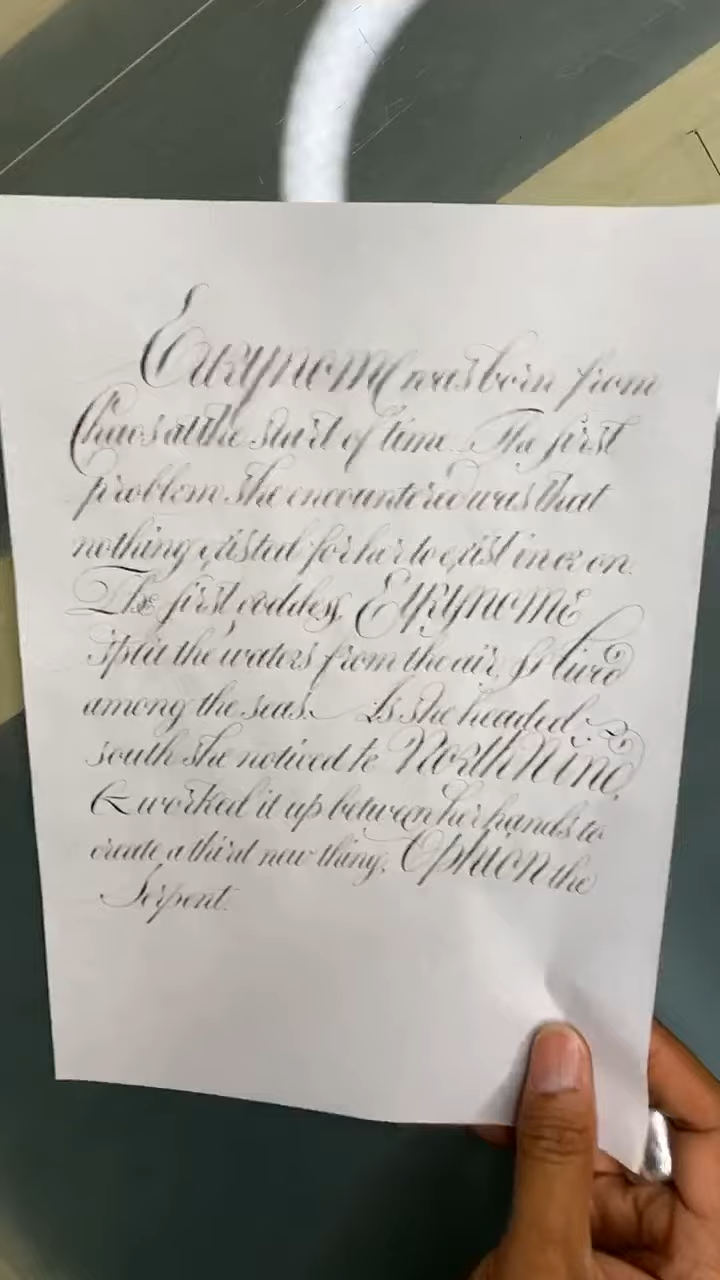 Eurynome was born from
Chaos at the start of time. The first
problem she encountered was that
nothing existed for her to exist in or on.
The first goddess, Eurynome
split the waters from the air, & lived
among the seas. As she headed
south she noticed North Wind,
& worked it up between her hands to
create a third new thing, Ophion the
Serpent.